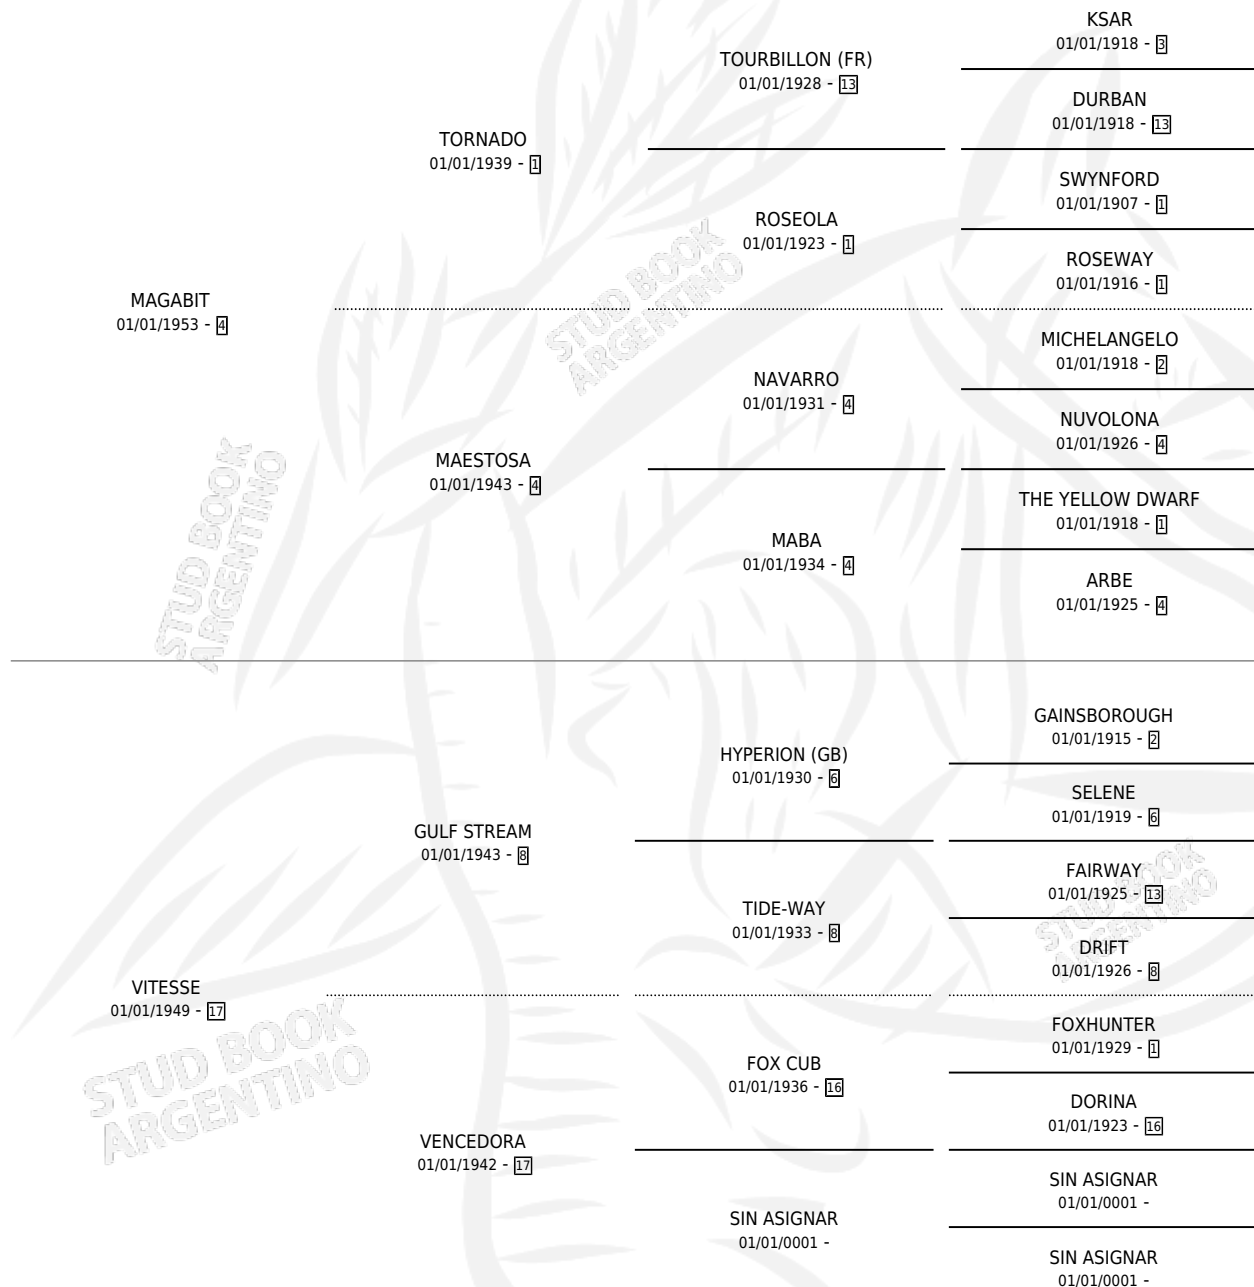 KSAR
01/01/1918 - 3
TOURBILLON (FR)
01/01/1928 - 13
DURBAN
01/01/1918 - 13
TORNADO
01/01/1939 - 1
SWYNFORD
01/01/1907 - 1
ROSEOLA
01/01/1923 - 1
ROSEWAY
01/01/1916 - 1
MAGABIT
01/01/1953 - 4
MICHELANGELO
01/01/1918 - 2
NAVARRO
01/01/1931 - 4
NUVOLONA
01/01/1926 - 4
MAESTOSA
01/01/1943 - 4
THE YELLOW DWARF
01/01/1918 - 1
MABA
01/01/1934 - 4
ARBE
01/01/1925 - 4
GAINSBOROUGH
01/01/1915 - 2
HYPERION (GB)
01/01/1930 - 6
SELENE
01/01/1919 - 6
GULF STREAM
01/01/1943 - 8
FAIRWAY
01/01/1925 - 13
TIDE-WAY
01/01/1933 - 8
DRIFT
01/01/1926 - 8
VITESSE
01/01/1949 - 17
FOXHUNTER
01/01/1929 - 1
FOX CUB
01/01/1936 - 16
DORINA
01/01/1923 - 16
VENCEDORA
01/01/1942 - 17
SIN ASIGNAR
01/01/0001 -
SIN ASIGNAR
01/01/0001 -
SIN ASIGNAR
01/01/0001 -
STUD BOOK
ARGENTINO
STUD BOOK
ARGENTINO
STUD BOOK
ARGENTINO
STUD BOOK
ARGENTINO